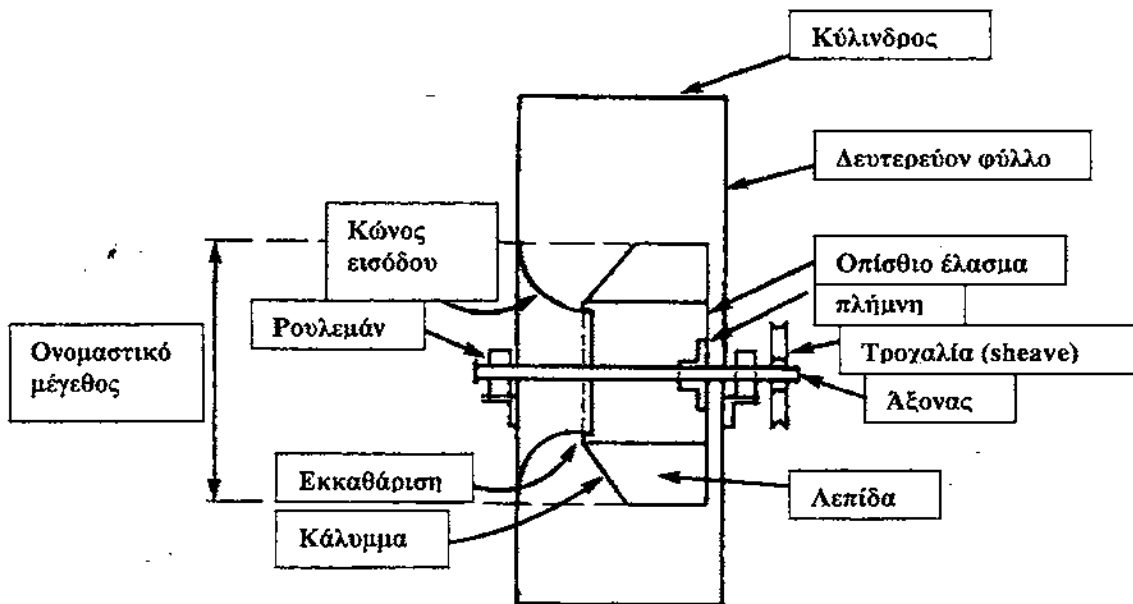 Κύλινδρος
Δευτερεύον φύλλο
Κώνος
εισόδου
Οπίσθιο έλασμα
πλήμνη
Ρουλεμάν
Τροχαλία (sheave)
Ονομαστικό
μέγεθος
Άξονας
Εκκαθάριση
Λεπίδα
Κάλυμμα